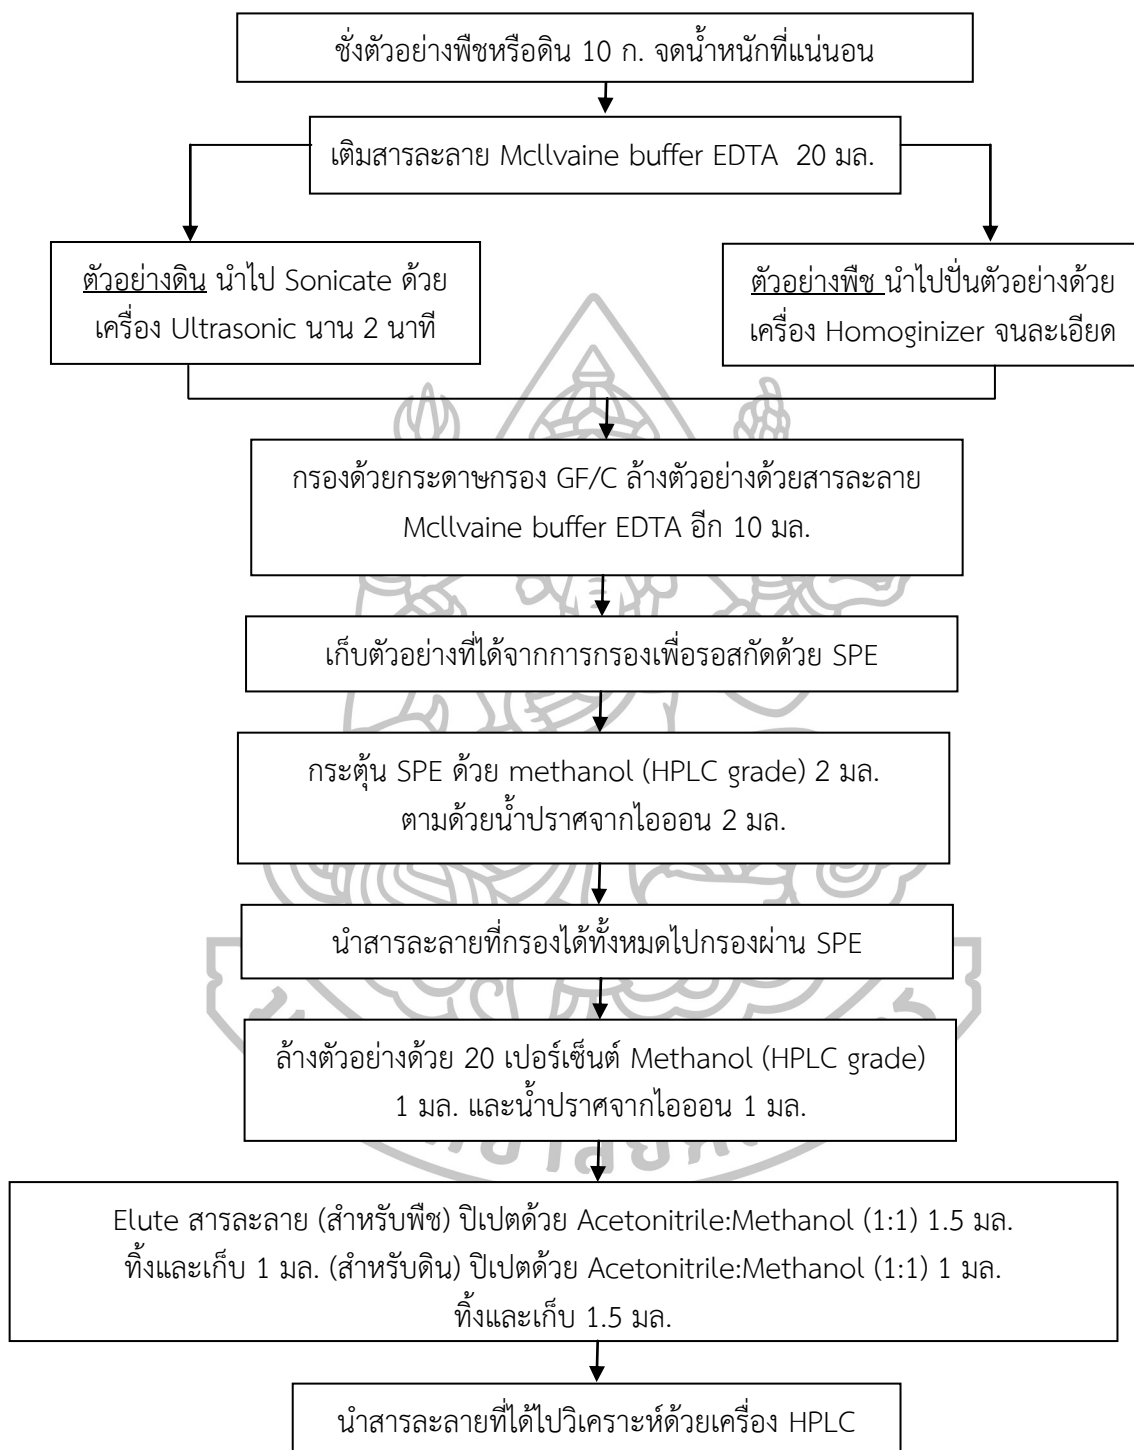 ชั่งตัวอย่างพืชหรือดิน 10 ก. จดน้ำหนักที่แน่นอน
เติมสารละลาย Mcllvaine buffer EDTA 20 มล.
ตัวอย่างดิน นำไป Sonicate ด้วย
เครื่อง Ultrasonic นาน 2 นาที
ตัวอย่างพืช นำไปปั่นตัวอย่างด้วย
เครื่อง Homoginizer จนละเอียด
กรองด้วยกระดาษกรอง GF/C ล้างตัวอย่างด้วยสารละลาย
Mcllvaine buffer EDTA อีก 10 มล.
เก็บตัวอย่างที่ได้จากการกรองเพื่อรอสกัดด้วย SPE
กระตุ้น SPE ด้วย methanol (HPLC grade) 2 มล.
ตามด้วยน้ำปราศจากไอออน 2 มล.
นำสารละลายที่กรองได้ทั้งหมดไปกรองผ่าน SPE
ล้างตัวอย่างด้วย 20 เปอร์เซ็นต์ Methanol (HPLC grade)
1 มล. และน้ำปราศจากไอออน 1 มล.
Elute สารละลาย (สำหรับพืช) ปิเปตด้วย Acetonitrile:Methanol (1:1) 1.5 มล.
ทิ้งและเก็บ 1 มล. (สำหรับดิน) ปิเปตด้วย Acetonitrile:Methanol (1:1) 1 มล.
ทิ้งและเก็บ 1.5 มล.
นำสารละลายที่ได้ไปวิเคราะห์ด้วยเครื่อง HPLC